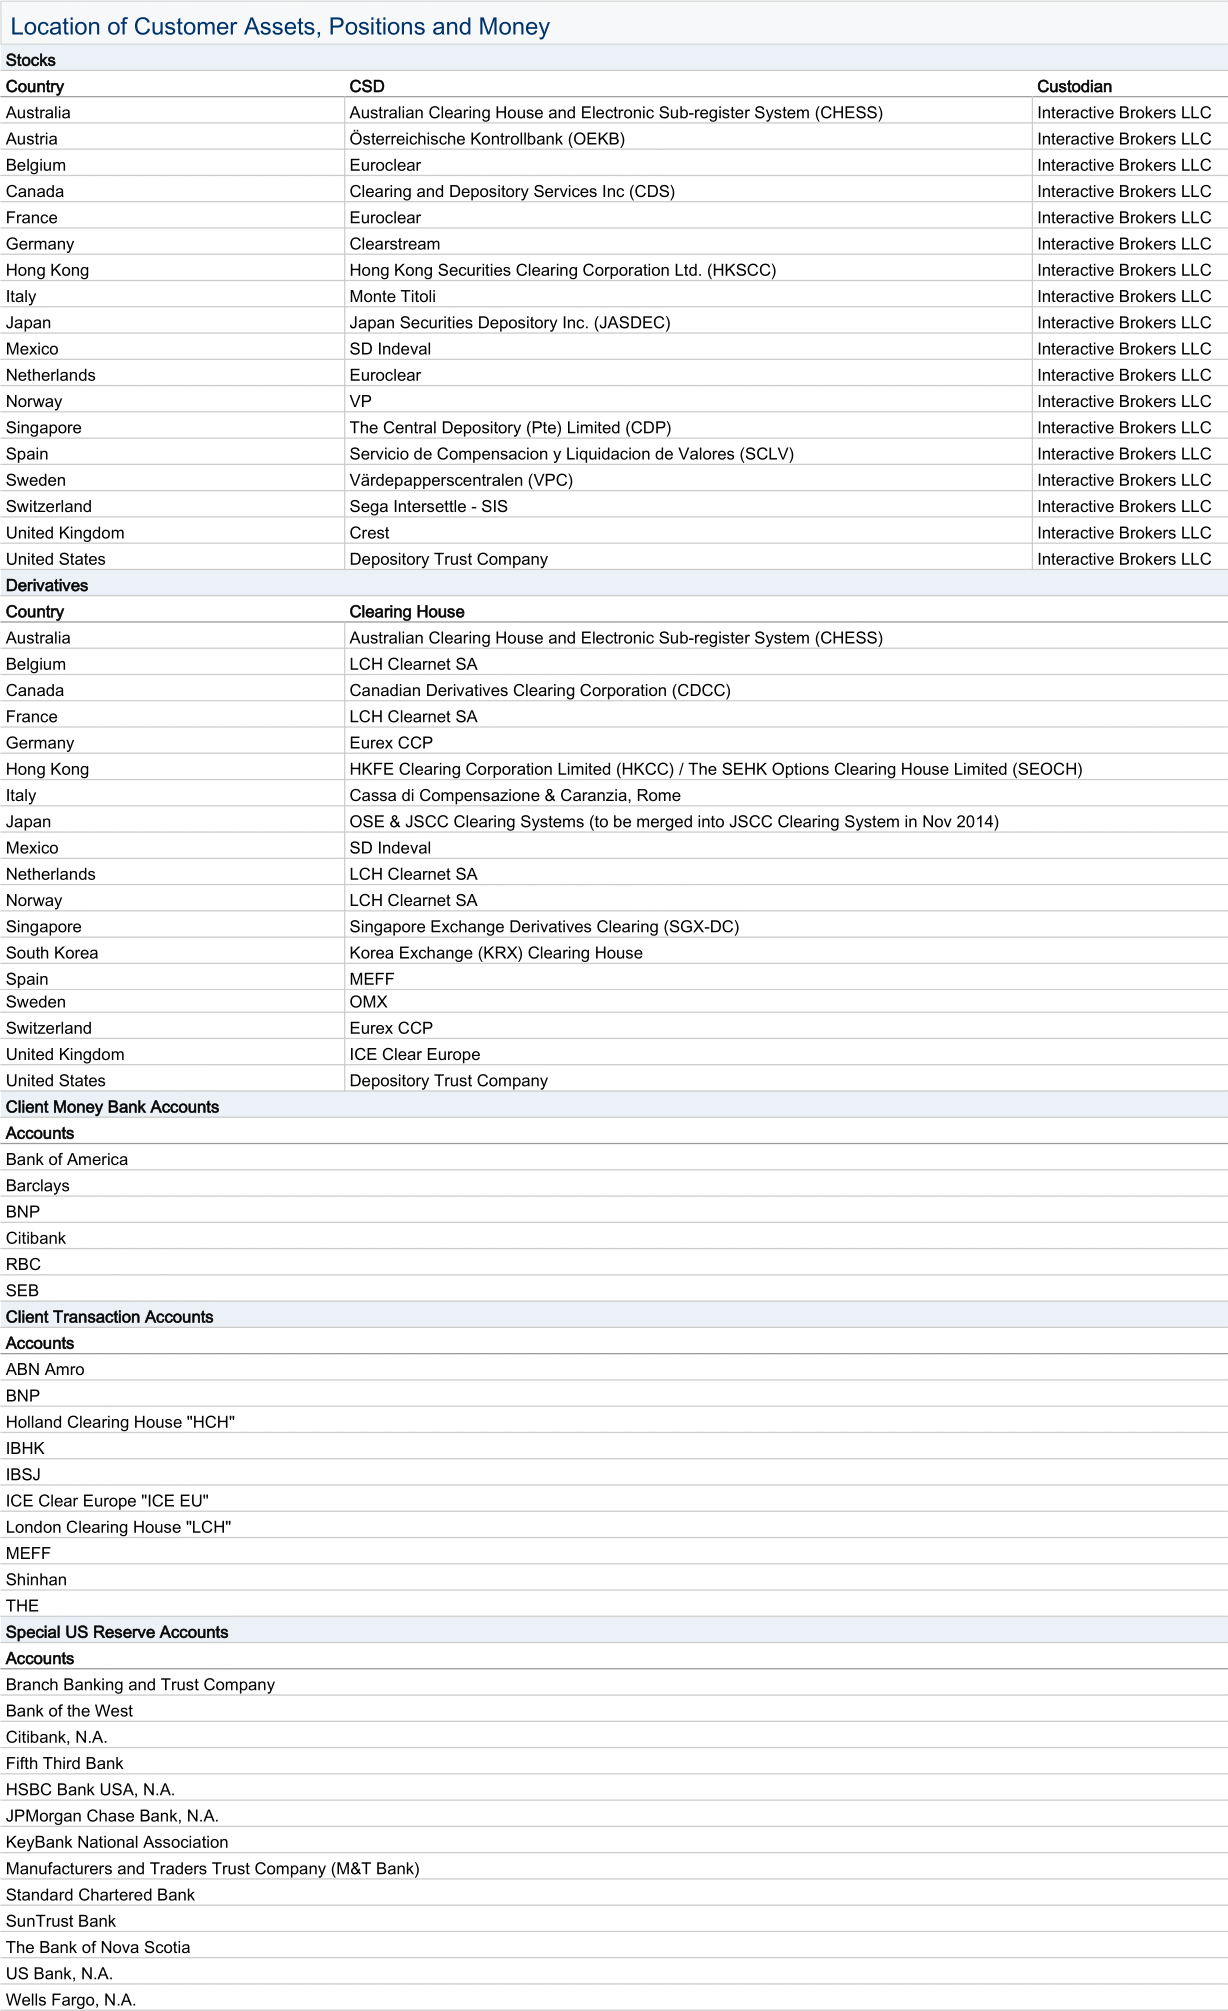 Location of Customer Assets, Positions and Money
Stocks
Country CSD Custodian
Australia Australian Clearing House and Electronic Sub-register System (CHESS) Interactive Brokers LLC
Austria Österreichische Kontrollbank (OEKB) Interactive Brokers LLC
Belgium Euroclear Interactive Brokers LLC
Canada Clearing and Depository Services Inc (CDS) Interactive Brokers LLC
France Euroclear Interactive Brokers LLC
Germany Clearstream Interactive Brokers LLC
Hong Kong Hong Kong Securities Clearing Corporation Ltd. (HKSCC) Interactive Brokers LLC
Italy Monte Titoli Interactive Brokers LLC
Japan Japan Securities Depository Inc. (JASDEC) Interactive Brokers LLC
Mexico SD Indeval Interactive Brokers LLC
Netherlands Euroclear Interactive Brokers LLC
Norway VP Interactive Brokers LLC
Singapore The Central Depository (Pte) Limited (CDP) Interactive Brokers LLC
Spain Servicio de Compensacion y Liquidacion de Valores (SCLV) Interactive Brokers LLC
Sweden Värdepapperscentralen (VPC) Interactive Brokers LLC
Switzerland Sega Intersettle - SIS Interactive Brokers LLC
United Kingdom Crest Interactive Brokers LLC
United States Depository Trust Company Interactive Brokers LLC
Derivatives
Country Clearing House
Australia Australian Clearing House and Electronic Sub-register System (CHESS)
Belgium LCH Clearnet SA
Canada Canadian Derivatives Clearing Corporation (CDCC)
France LCH Clearnet SA
Germany Eurex CCP
Hong Kong HKFE Clearing Corporation Limited (HKCC) / The SEHK Options Clearing House Limited (SEOCH)
Italy Cassa di Compensazione & Caranzia, Rome
Japan OSE & JSCC Clearing Systems (to be merged into JSCC Clearing System in Nov 2014)
Mexico SD Indeval
Netherlands LCH Clearnet SA
Norway LCH Clearnet SA
Singapore Singapore Exchange Derivatives Clearing (SGX-DC)
South Korea Korea Exchange (KRX) Clearing House
Spain MEFF
Sweden OMX
Switzerland Eurex CCP
United Kingdom ICE Clear Europe
United States Depository Trust Company
Client Money Bank Accounts
Accounts
Bank of America
Barclays
BNP
Citibank
RBC
SEB
Client Transaction Accounts
Accounts
ABN Amro
BNP
Holland Clearing House "HCH"
IBHK
IBSJ
ICE Clear Europe "ICE EU"
London Clearing House "LCH"
MEFF
Shinhan
THE
Special US Reserve Accounts
Accounts
Branch Banking and Trust Company
Bank of the West
Citibank, N.A.
Fifth Third Bank
HSBC Bank USA, N.A.
JPMorgan Chase Bank, N.A.
KeyBank National Association
Manufacturers and Traders Trust Company (M&T Bank)
Standard Chartered Bank
SunTrust Bank
The Bank of Nova Scotia
US Bank, N.A.
Wells Fargo, N.A.